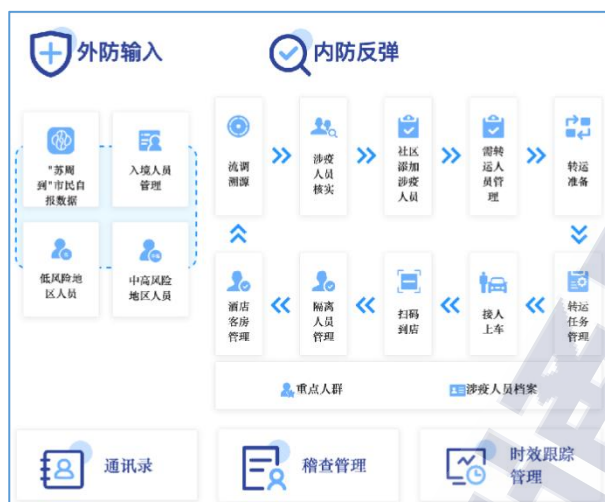 外防输入
内防反弹
"苏周
到"市民自
报数据
入境人员
管理
低风险地
区人员
中高风险
地区人员
流调
溯源
涉疫
人员
核实
社区
添加
涉疫
人员
需转
运人
员管
理
转运
准备
酒店
客房
管理
隔离
人员
管理
扫码
到店
接人
上车
转运
任务
管理
重点人群
涉疫人员档案
通讯录
稽查管理
时效跟踪
管理